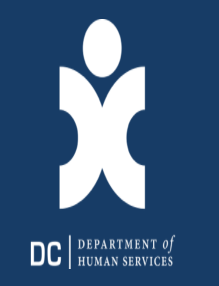 DC
DEPARTMENT of
HUMAN SERVICES